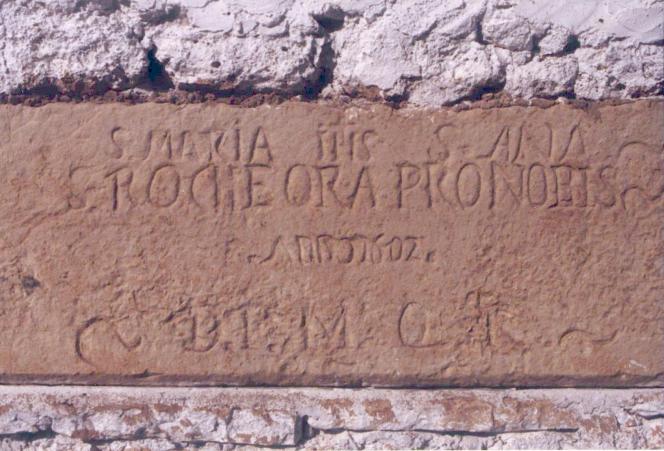 S MARIA IHS S ANA
S ROCHE ORA PRO NOBIS
1602
B. I M